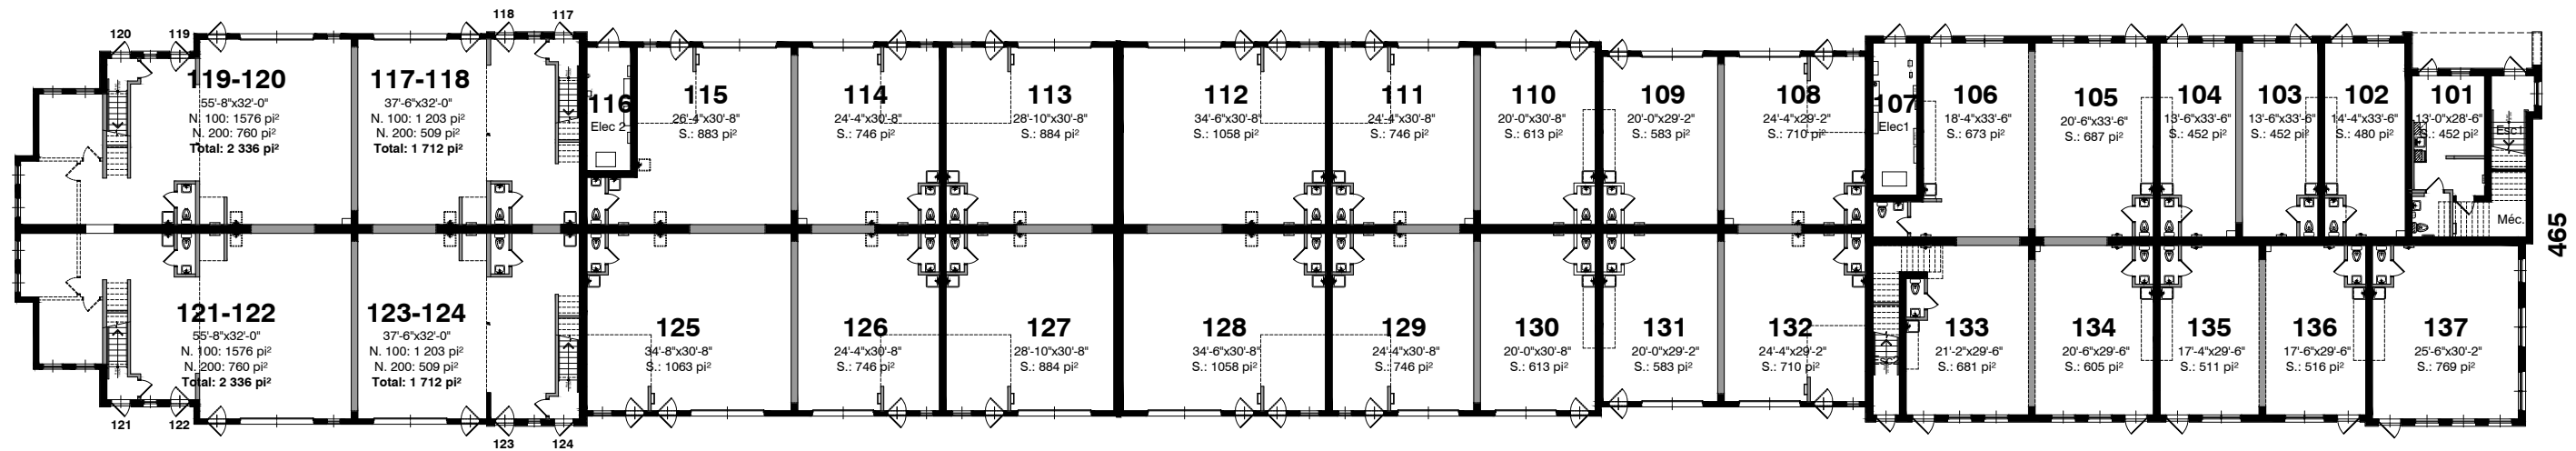 120
119
118
117
119-120
55'-8"x32'-0"
N. 100: 1576 pi²
N. 200: 760 pi²
Total: 2 336 pi²
117-118
37'-6"x32'-0"
N. 100: 1 203 pi²
N. 200: 509 pi²
Total: 1 712 pi²
116
Elec 2
115
26'-4"x30'-8"
S.: 883 pi²
114
24'-4"x30'-8"
S.: 746 pi²
113
28'-10"x30'-8"
S.: 884 pi²
112
34'-6"x30'-8"
S.: 1058 pi²
111
24'-4"x30'-8"
S.: 746 pi²
110
20'-0"x30'-8"
S.: 613 pi²
109
20'-0"x29'-2"
S.: 583 pi²
108
24'-4"x29'-2"
S.: 710 pi²
107
Elec1
106
18'-4"x33'-6"
S.: 673 pi²
105
20'-6"x33'-6"
S.: 687 pi²
104
13'-6"x33'-6"
S.: 452 pi²
103
13'-6"x33'-6"
S.: 452 pi²
102
14'-4"x33'-6"
S.: 480 pi²
101
13'-0"x28'-6"
S.: 452 pi²
Esc1
Méc.
465
121-122
55'-8"x32'-0"
N. 100: 1576 pi²
N. 200: 760 pi²
Total: 2 336 pi²
123-124
37'-6"x32'-0"
N. 100: 1 203 pi²
N. 200: 509 pi²
Total: 1 712 pi²
125
34'-8"x30'-8"
S.: 1063 pi²
126
24'-4"x30'-8"
S.: 746 pi²
127
28'-10"x30'-8"
S.: 884 pi²
128
34'-6"x30'-8"
S.: 1058 pi²
129
24'-4"x30'-8"
S.: 746 pi²
130
20'-0"x30'-8"
S.: 613 pi²
131
20'-0"x29'-2"
S.: 583 pi²
132
24'-4"x29'-2"
S.: 710 pi²
133
21'-2"x29'-6"
S.: 681 pi²
134
20'-6"x29'-6"
S.: 605 pi²
135
17'-4"x29'-6"
S.: 511 pi²
136
17'-6"x29'-6"
S.: 516 pi²
137
25'-6"x30'-2"
S.: 769 pi²
121
122
123
124